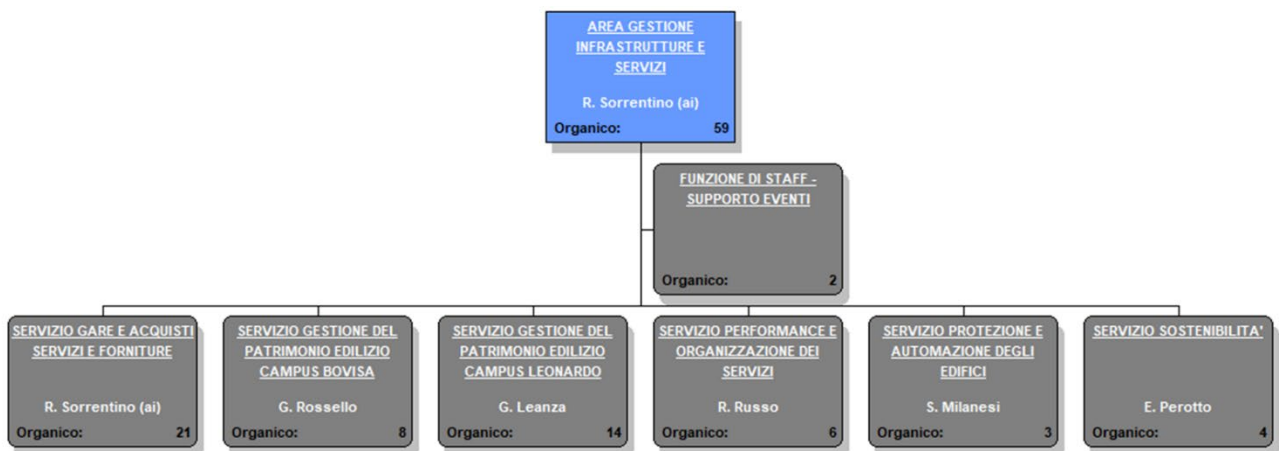 AREA GESTIONE
INFRASTRUTTURE E
SERVIZI
R. Sorrentino (ai)
Organico: 59
FUNZIONE DI STAFF -
SUPPORTO EVENTI
Organico: 2
SERVIZIO GARE E ACQUISTI
SERVIZI E FORNITURE
R. Sorrentino (ai)
Organico: 21
SERVIZIO GESTIONE DEL
PATRIMONIO EDILIZIO
CAMPUS BOVISA
G. Rossello
Organico: 8
SERVIZIO GESTIONE DEL
PATRIMONIO EDILIZIO
CAMPUS LEONARDO
G. Leanza
Organico: 14
SERVIZIO PERFORMANCE E
ORGANIZZAZIONE DEI
SERVIZI
R. Russo
Organico: 6
SERVIZIO PROTEZIONE E
AUTOMAZIONE DEGLI
EDIFICI
S. Milanesi
Organico: 3
SERVIZIO SOSTENIBILITA'
E. Perotto
Organico: 4